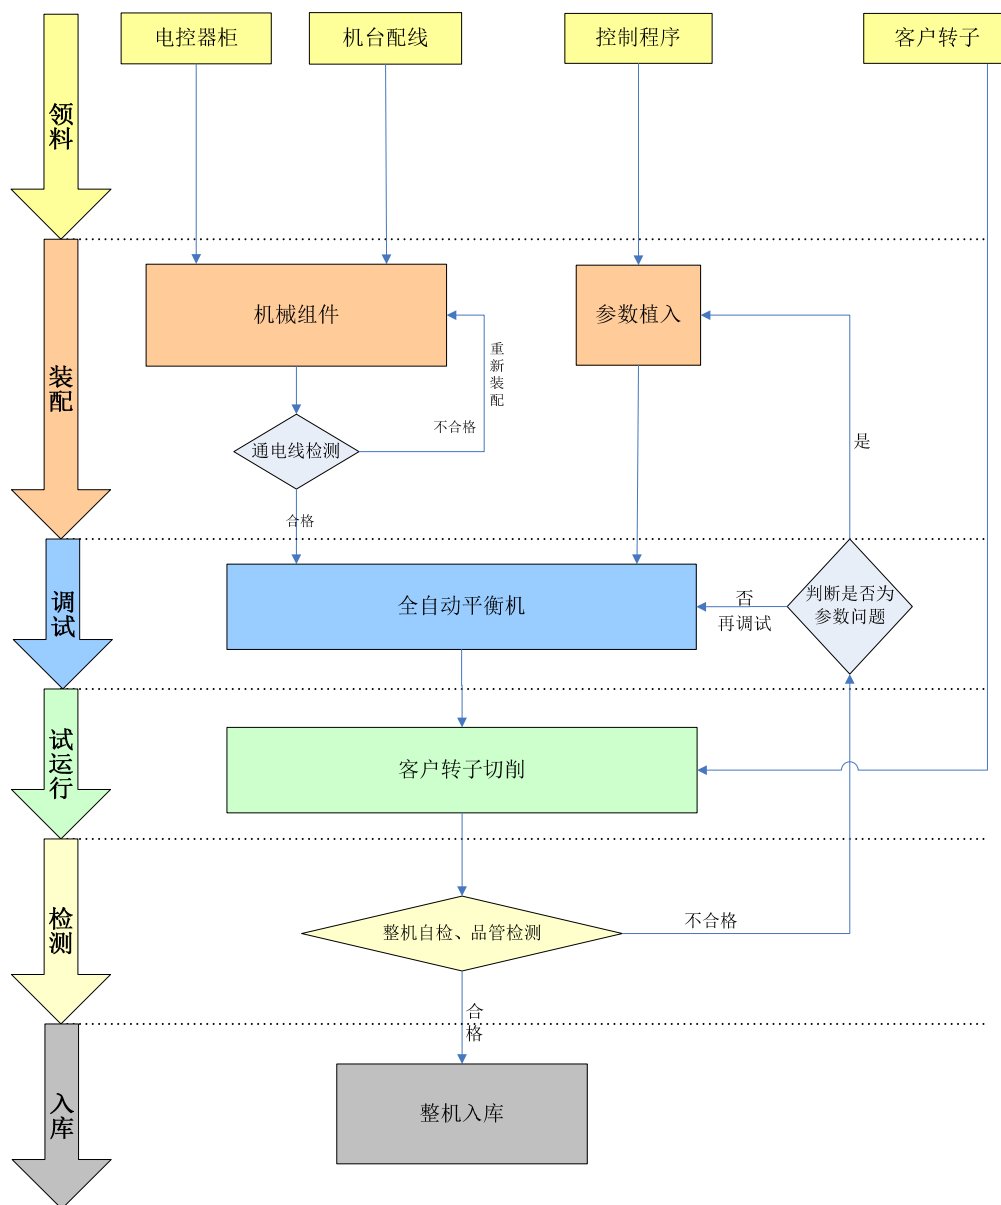 电控器柜
机台配线
控制程序
客户转子
领料
机械组件
参数植入
重新装配
装配
不合格
是
通电线检测
合格
调试
全自动平衡机
否
再调试
判断是否为
参数问题
试运行
客户转子切削
检测
不合格
整机自检、品管检测
合格
入库
整机入库